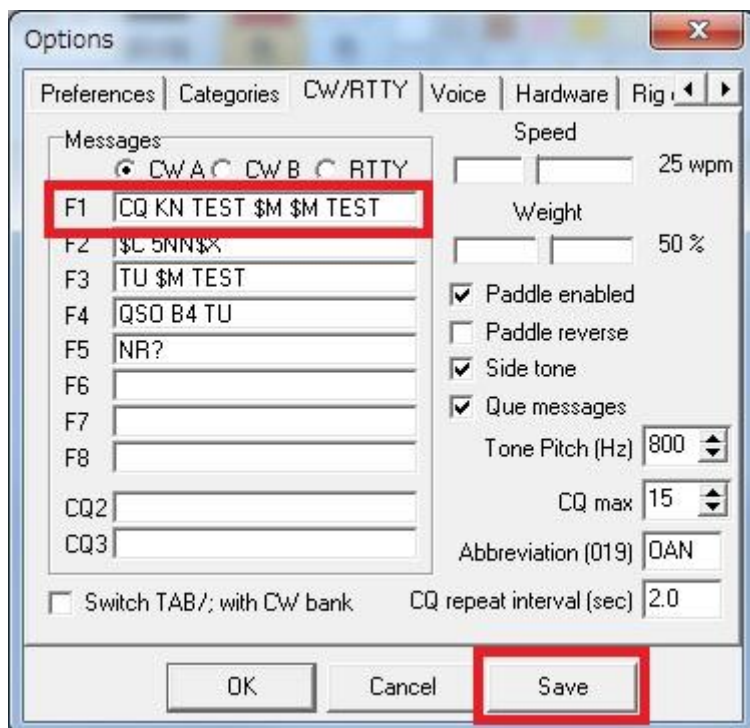 Options
Preferences Categories CW/RTTY Voice Hardware Rig
Messages
CW A CW B RTTY
F1 CQ KN TEST $M $M TEST
F2 $C 5NN$X
F3 TU $M TEST
F4 QSO B4 TU
F5 NR?
F6
F7
F8
CQ2
CQ3
Switch TAB/; with CW bank
Speed
25 wpm
Weight
50 %
Paddle enabled
Paddle reverse
Side tone
Que messages
Tone Pitch (Hz) 800
CQ max 15
Abbreviation (019) OAN
CQ repeat interval (sec) 2.0
OK Cancel Save